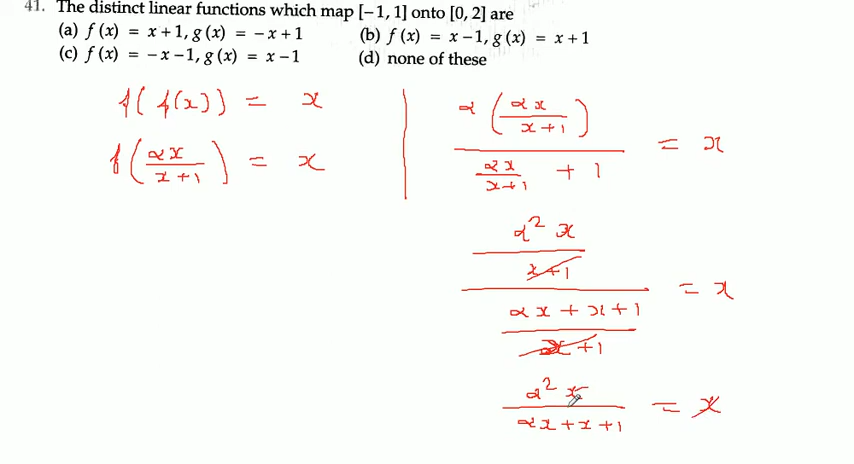 41. The distinct linear functions which map [−1, 1] onto [0, 2] are
(a) f (x) = x + 1, g (x) = −x + 1 (b) f (x) = x − 1, g (x) = x + 1
(c) f (x) = −x − 1, g (x) = x − 1 (d) none of these
f(f(x)) = x
f(αx/(x+1)) = x
α(αx/(x+1)) / (αx/(x+1) + 1) = x
(α²x/(x+1)) / ((αx+x+1)/(x+1)) = x
α²x/(αx+x+1) = x